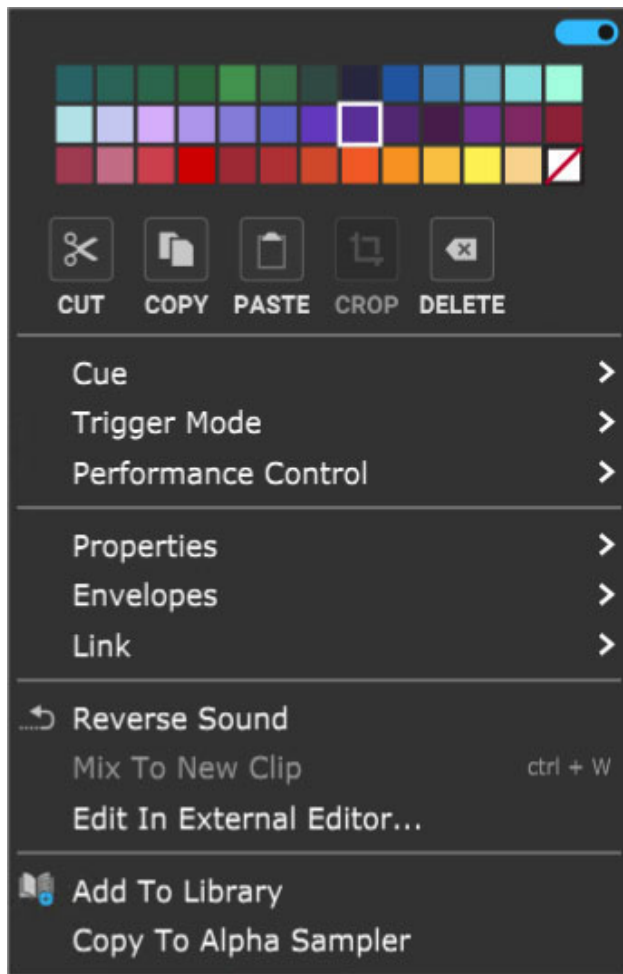 CUT COPY PASTE CROP DELETE
Cue
Trigger Mode
Performance Control
Properties
Envelopes
Link
Reverse Sound
Mix To New Clip ctrl + W
Edit In External Editor...
Add To Library
Copy To Alpha Sampler